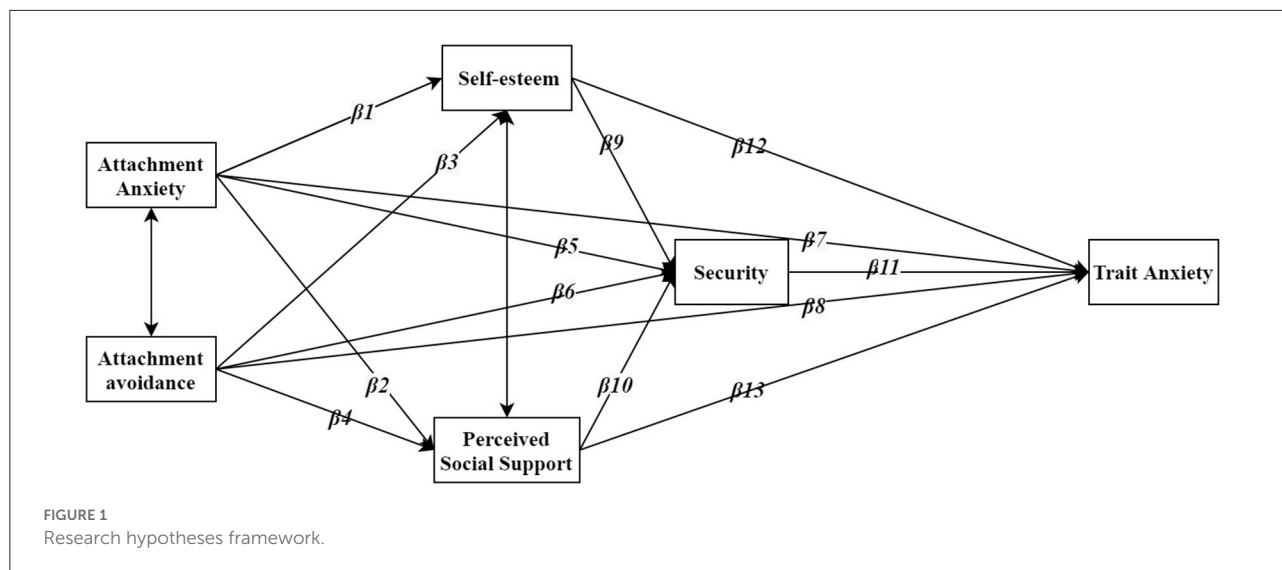 Self-esteem
β1
β9
β12
Attachment
Anxiety
β3
β5
β7
Security
β11
Trait Anxiety
β6
β8
Attachment
avoidance
β2
β10
β13
β4
Perceived
Social Support
FIGURE 1
Research hypotheses framework.